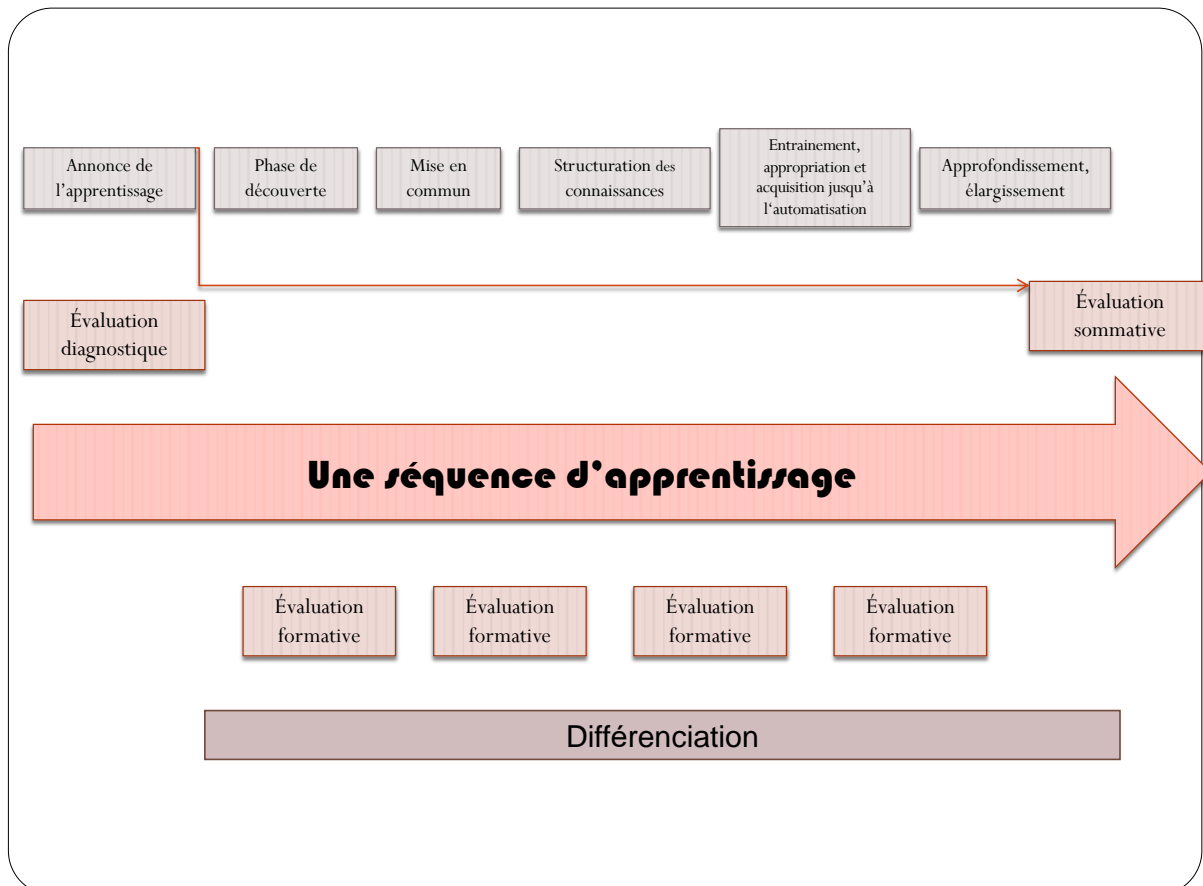 Annonce de
l'apprentissage
Phase de
découverte
Mise en
commun
Structuration des
connaissances
Entrainement,
appropriation et
acquisition jusqu'à
l'automatisation
Approfondissement,
élargissement
Évaluation
diagnostique
Évaluation
sommative
Une séquence d'apprentissage
Évaluation
formative
Évaluation
formative
Évaluation
formative
Évaluation
formative
Différenciation